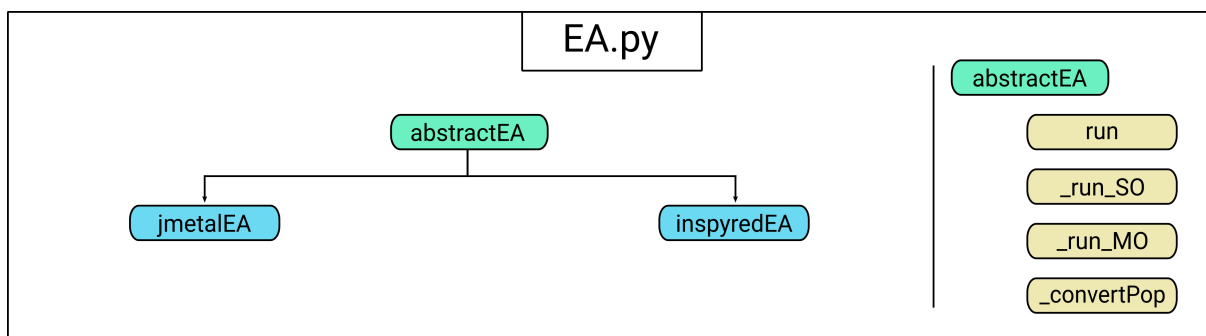 EA.py
abstractEA
jmetalEA
inspyredEA
abstractEA
run
_run_SO
_run_MO
_convertPop